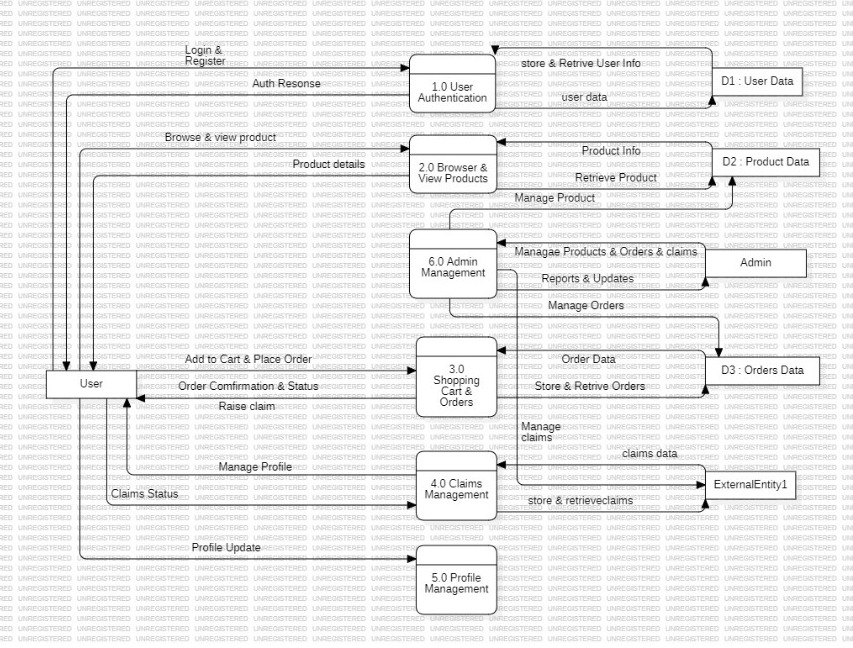 Login &
Register
store & Retrive User Info
1.0 User
Authentication
D1 : User Data
Auth Resonse
user data
Browse & view product
Product Info
2.0 Browser &
View Products
D2 : Product Data
Product details
Retrieve Product
Manage Product
Managae Products & Orders & claims
6.0 Admin
Management
Admin
Reports & Updates
Manage Orders
Add to Cart & Place Order
Order Data
3.0
Shopping
Cart &
Orders
D3 : Orders Data
User
Order Comfirmation & Status
Store & Retrive Orders
Raise claim
Manage
claims
claims data
Manage Profile
4.0 Claims
Management
ExternalEntity1
Claims Status
store & retrieveclaims
Profile Update
5.0 Profile
Management
UNREGISTERED